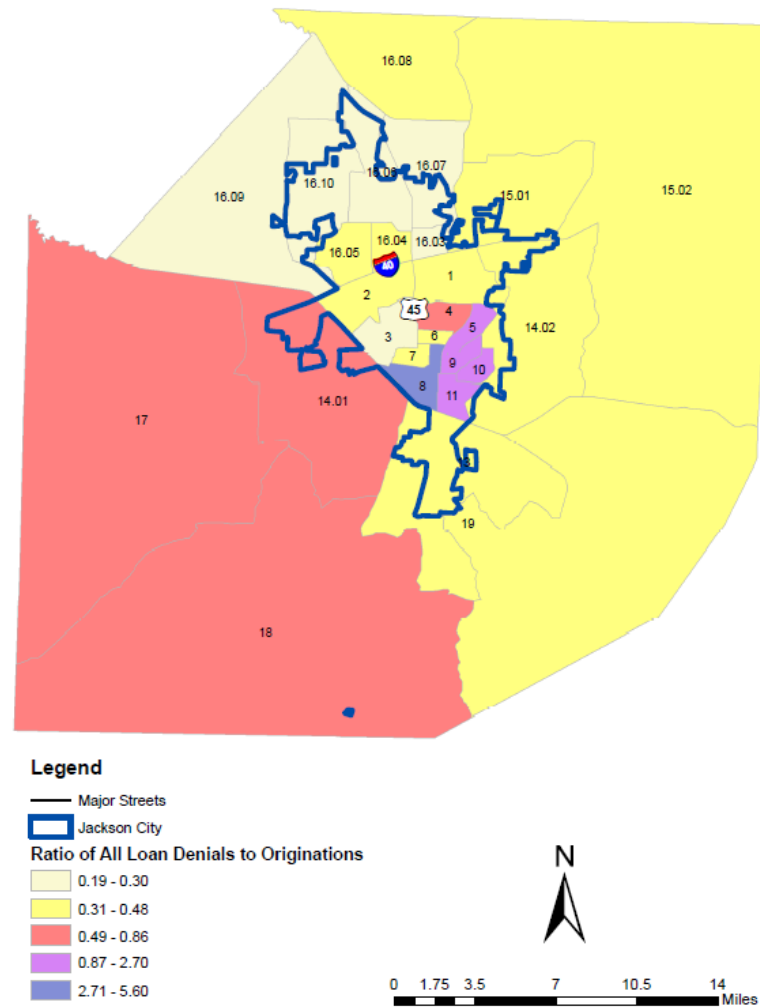 16.08
16.07
16.06
16.10
15.01
15.02
16.09
16.03
16.04
16.05
40
1
2
45
4
5
14.02
3
6
7
9
10
8
11
14.01
17
13
19
18
Legend
Major Streets
Jackson City
Ratio of All Loan Denials to Originations
0.19 - 0.30
0.31 - 0.48
0.49 - 0.86
0.87 - 2.70
2.71 - 5.60
N
0 1.75 3.5 7 10.5 14
Miles